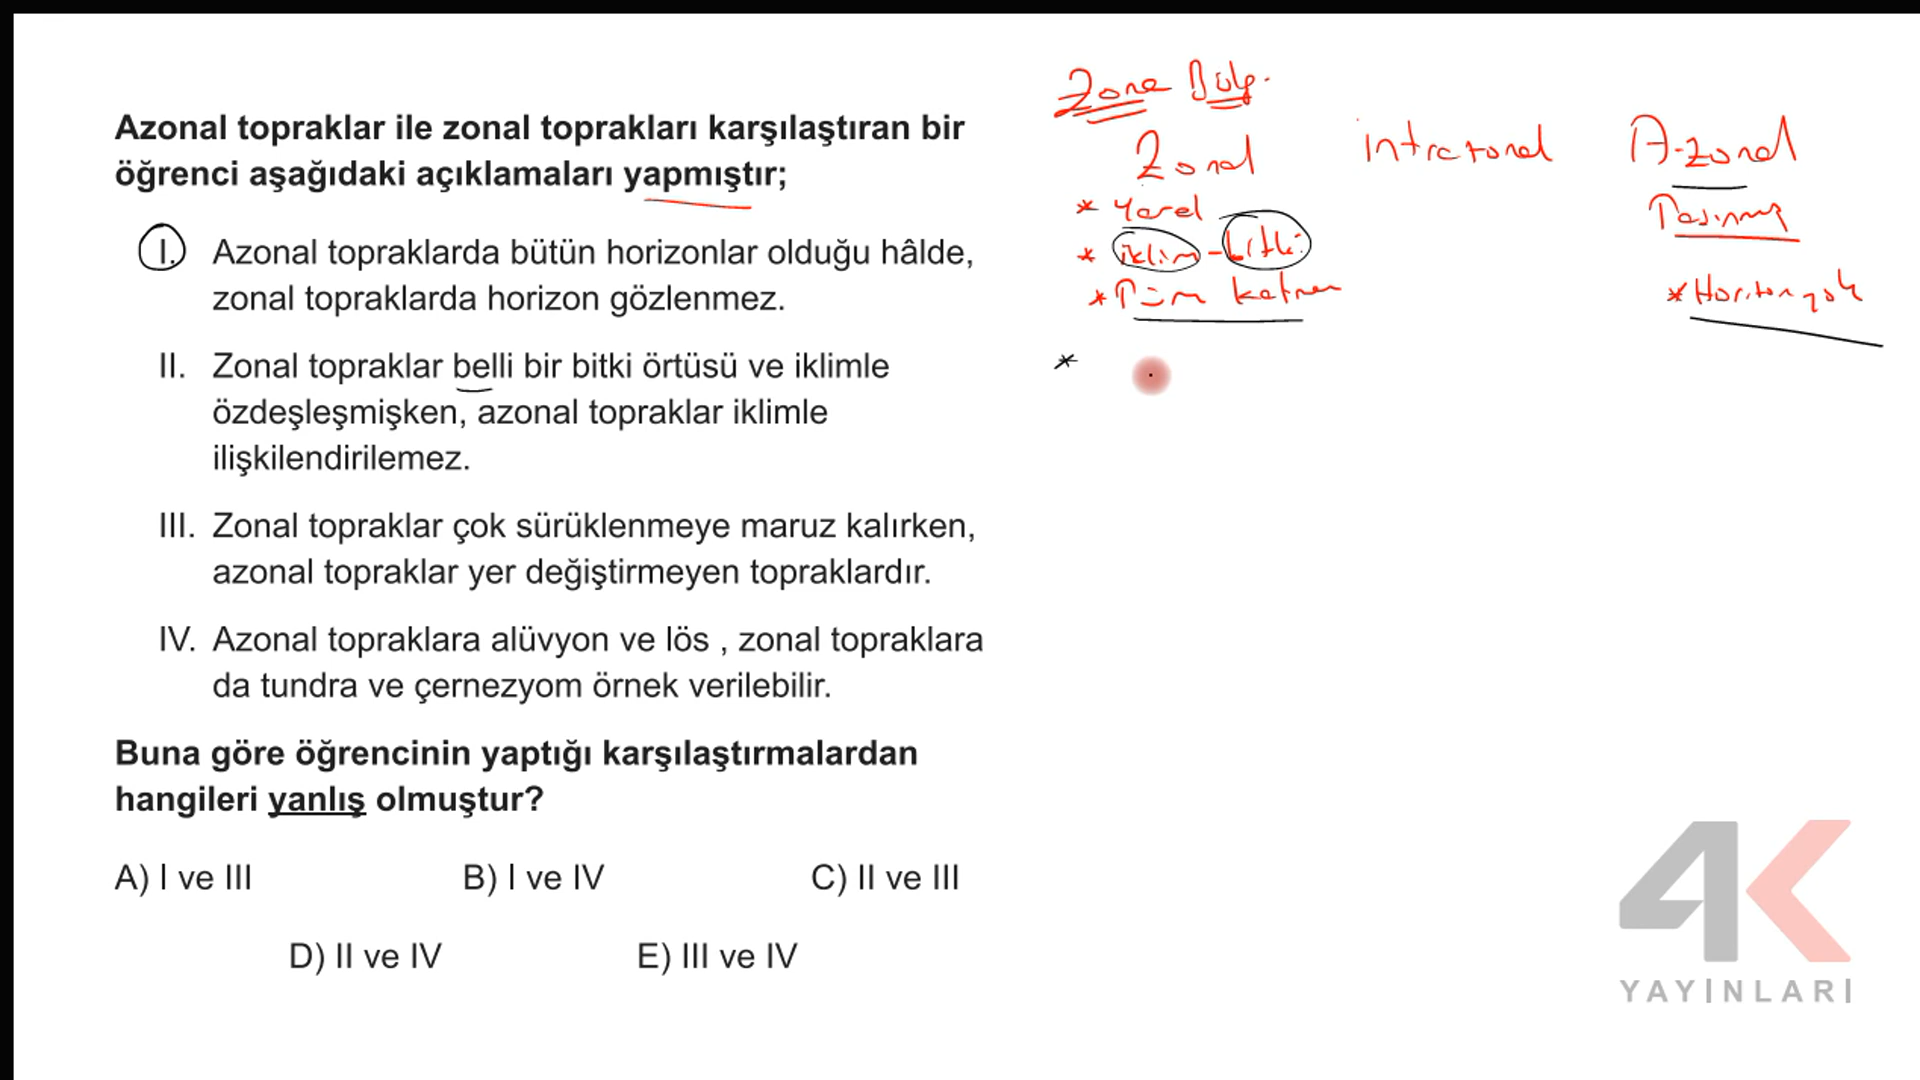 Azonal topraklar ile zonal toprakları karşılaştıran bir
öğrenci aşağıdaki açıklamaları yapmıştır;
I. Azonal topraklarda bütün horizonlar olduğu hâlde,
zonal topraklarda horizon gözlenmez.
II. Zonal topraklar belli bir bitki örtüsü ve iklimle
özdeşleşmişken, azonal topraklar iklimle
ilişkilendirilemez.
III. Zonal topraklar çok sürüklenmeye maruz kalırken,
azonal topraklar yer değiştirmeyen topraklardır.
IV. Azonal topraklara alüvyon ve lös , zonal topraklara
da tundra ve çernezyom örnek verilebilir.
Buna göre öğrencinin yaptığı karşılaştırmalardan
hangileri yanlış olmuştur?
A) I ve III B) I ve IV C) II ve III
D) II ve IV E) III ve IV
Zone Bölg.
Zonal intrazonal A-zonal
* Yerel Taşınmış
* iklim - bitki
* Tüm katman * Horizon yok
*
4K
YAYINLARI